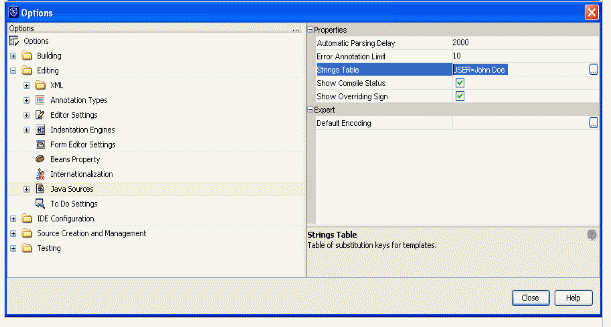 Options
Options
...
Options
Building
Editing
XML
Annotation Types
Editor Settings
Indentation Engines
Form Editor Settings
Beans Property
Internationalization
Java Sources
To Do Settings
IDE Configuration
Source Creation and Management
Testing
Properties
Automatic Parsing Delay 2000
Error Annotation Limit 10
Strings Table USER=John Doe ...
Show Compile Status
Show Overriding Sign
Expert
Default Encoding ...
Strings Table
Table of substitution keys for templates.
Close Help